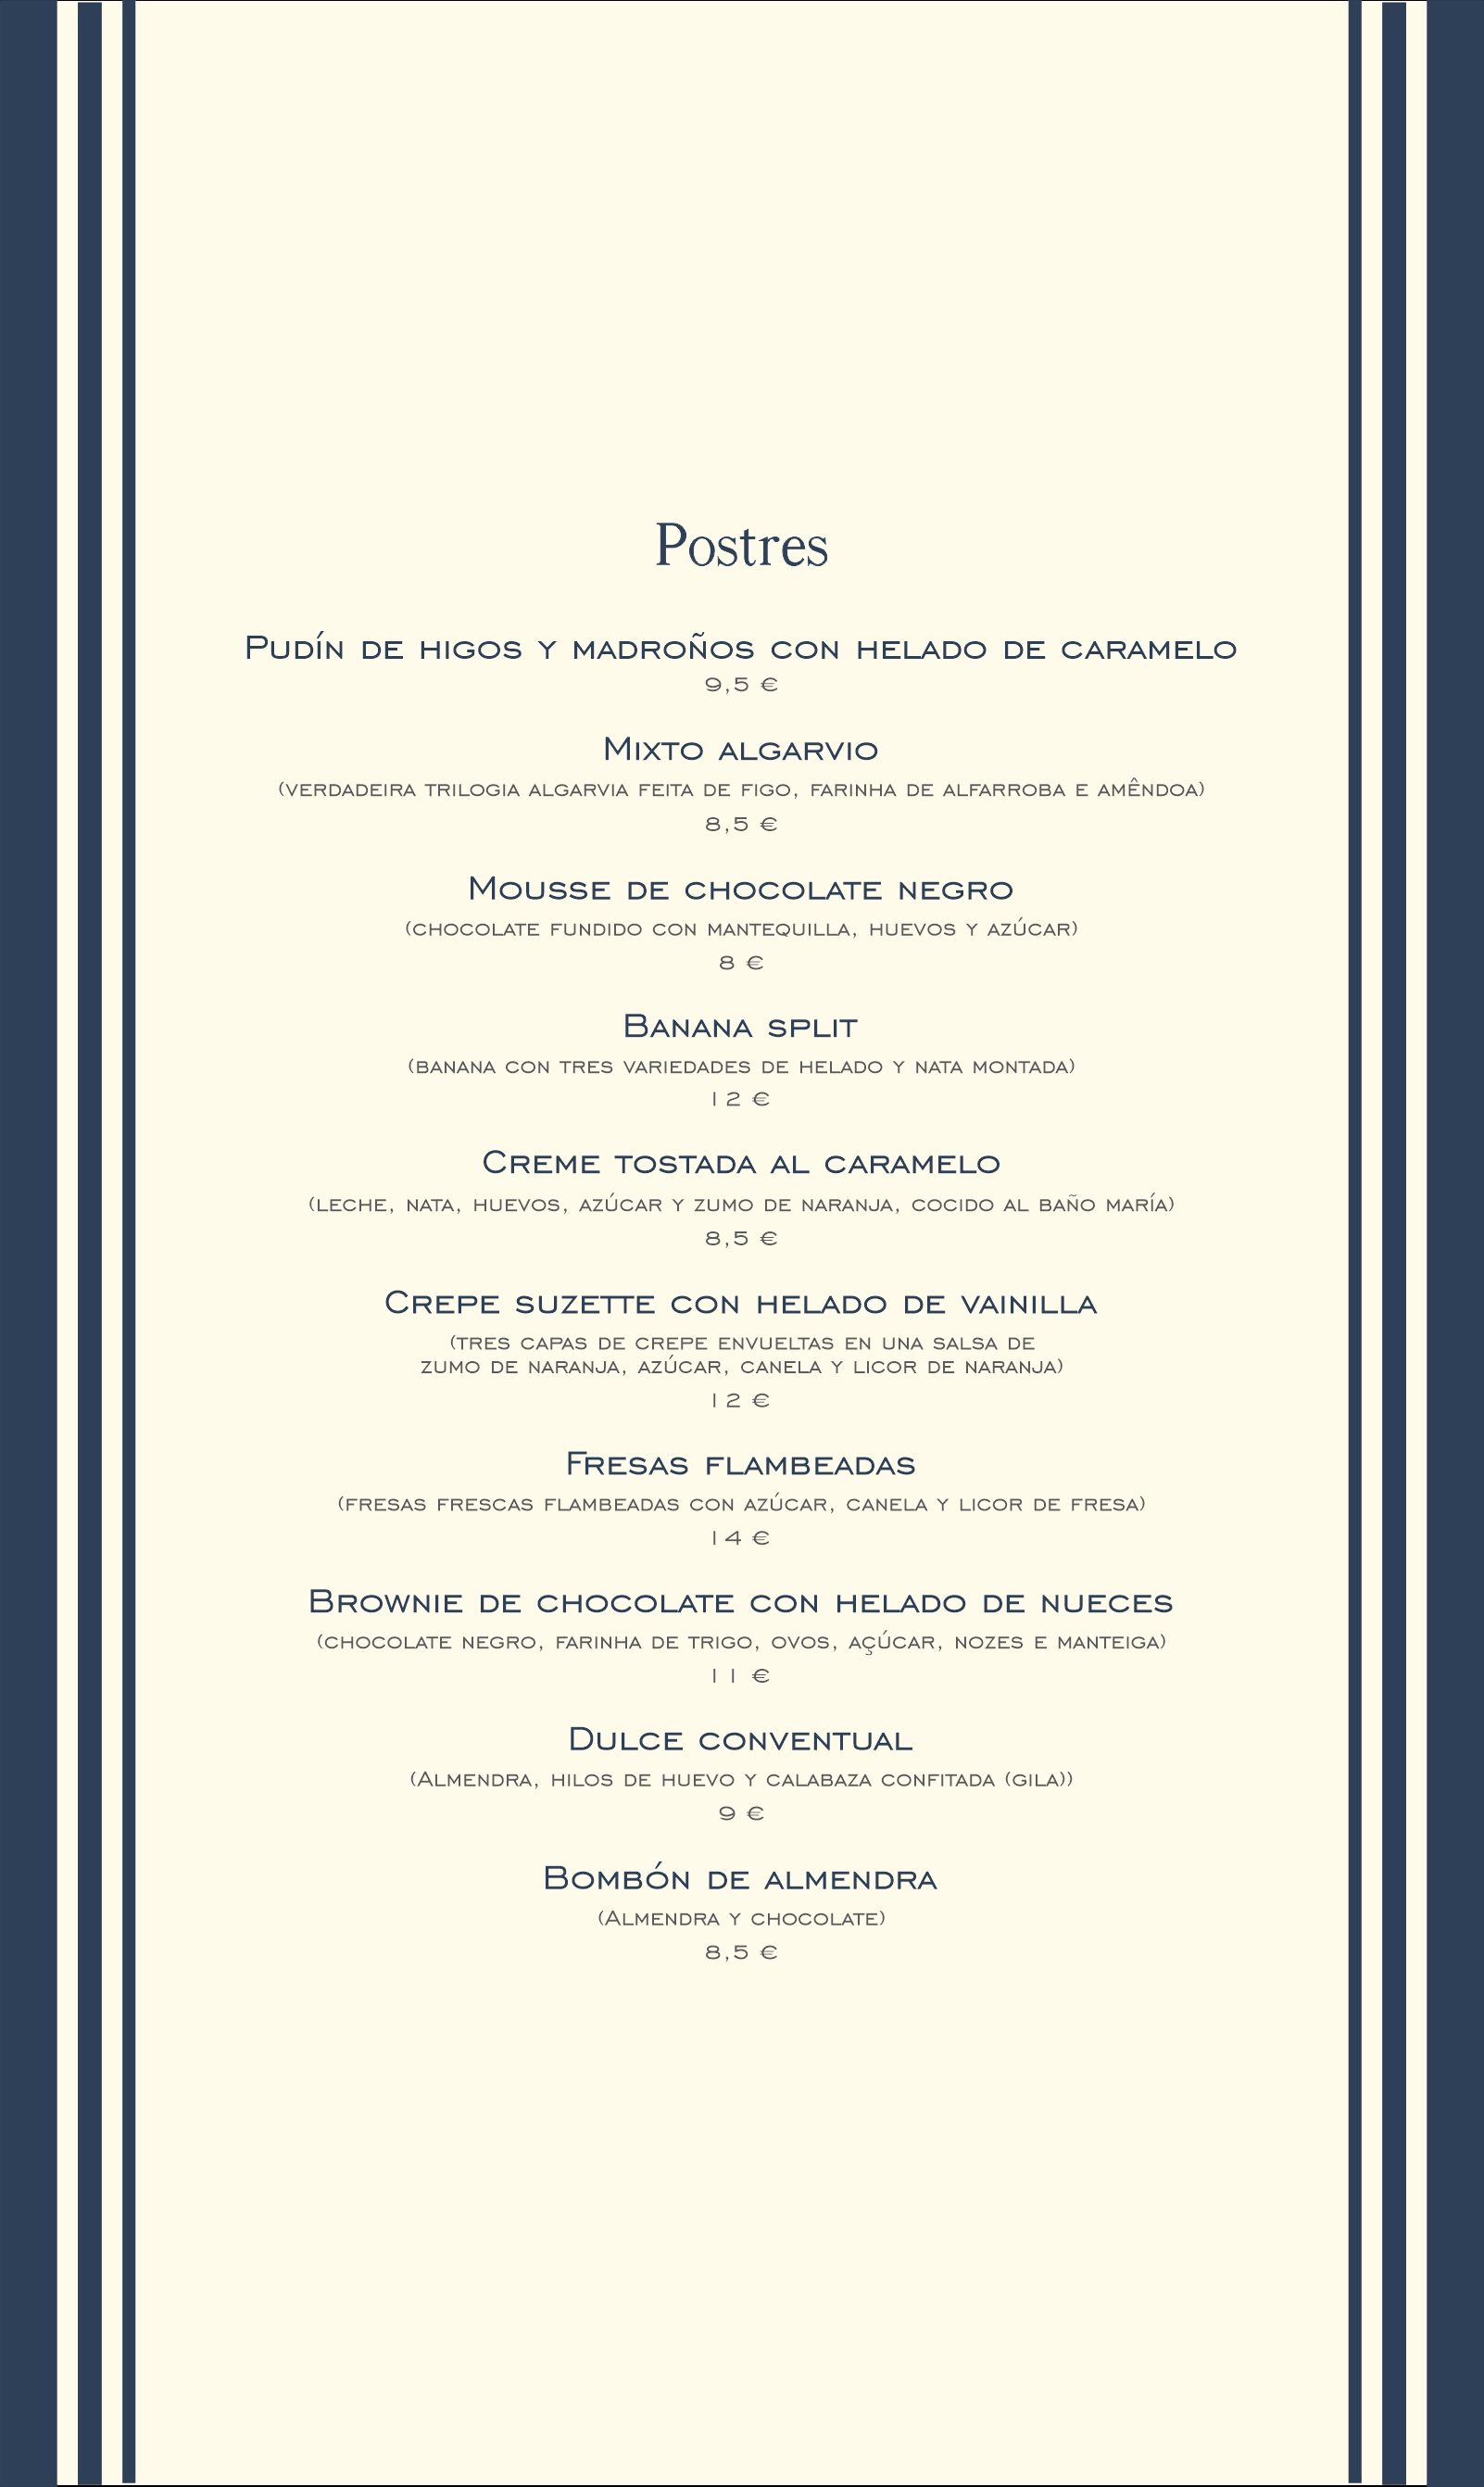 Postres
Pudín de higos y madroños con helado de caramelo
9,5 €
Mixto algarvio
(verdadeira trilogia algarvia feita de figo, farinha de alfarroba e amêndoa)
8,5 €
Mousse de chocolate negro
(chocolate fundido con mantequilla, huevos y azúcar)
8 €
Banana split
(banana con tres variedades de helado y nata montada)
12 €
Creme tostada al caramelo
(leche, nata, huevos, azúcar y zumo de naranja, cocido al baño maría)
8,5 €
Crepe suzette con helado de vainilla
(tres capas de crepe envueltas en una salsa de
zumo de naranja, azúcar, canela y licor de naranja)
12 €
Fresas flambeadas
(fresas frescas flambeadas con azúcar, canela y licor de fresa)
14 €
Brownie de chocolate con helado de nueces
(chocolate negro, farinha de trigo, ovos, açúcar, nozes e manteiga)
11 €
Dulce conventual
(Almendra, hilos de huevo y calabaza confitada (gila))
9 €
Bombón de almendra
(Almendra y chocolate)
8,5 €